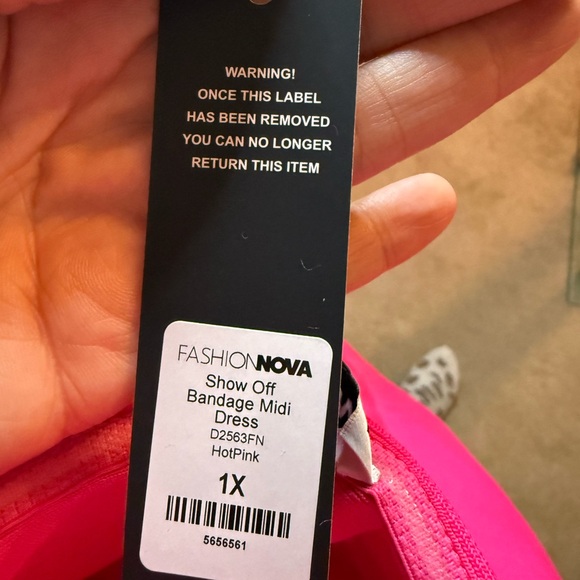 WARNING!
ONCE THIS LABEL
HAS BEEN REMOVED
YOU CAN NO LONGER
RETURN THIS ITEM
FASHIONNOVA
Show Off
Bandage Midi
Dress
D2563FN
HotPink
1X
5656561